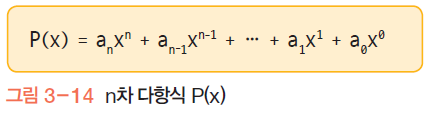 P(x) = aₙxⁿ + aₙ₋₁xⁿ⁻¹ + ⋯ + a₁x¹ + a₀x⁰
그림 3-14 n차 다항식 P(x)